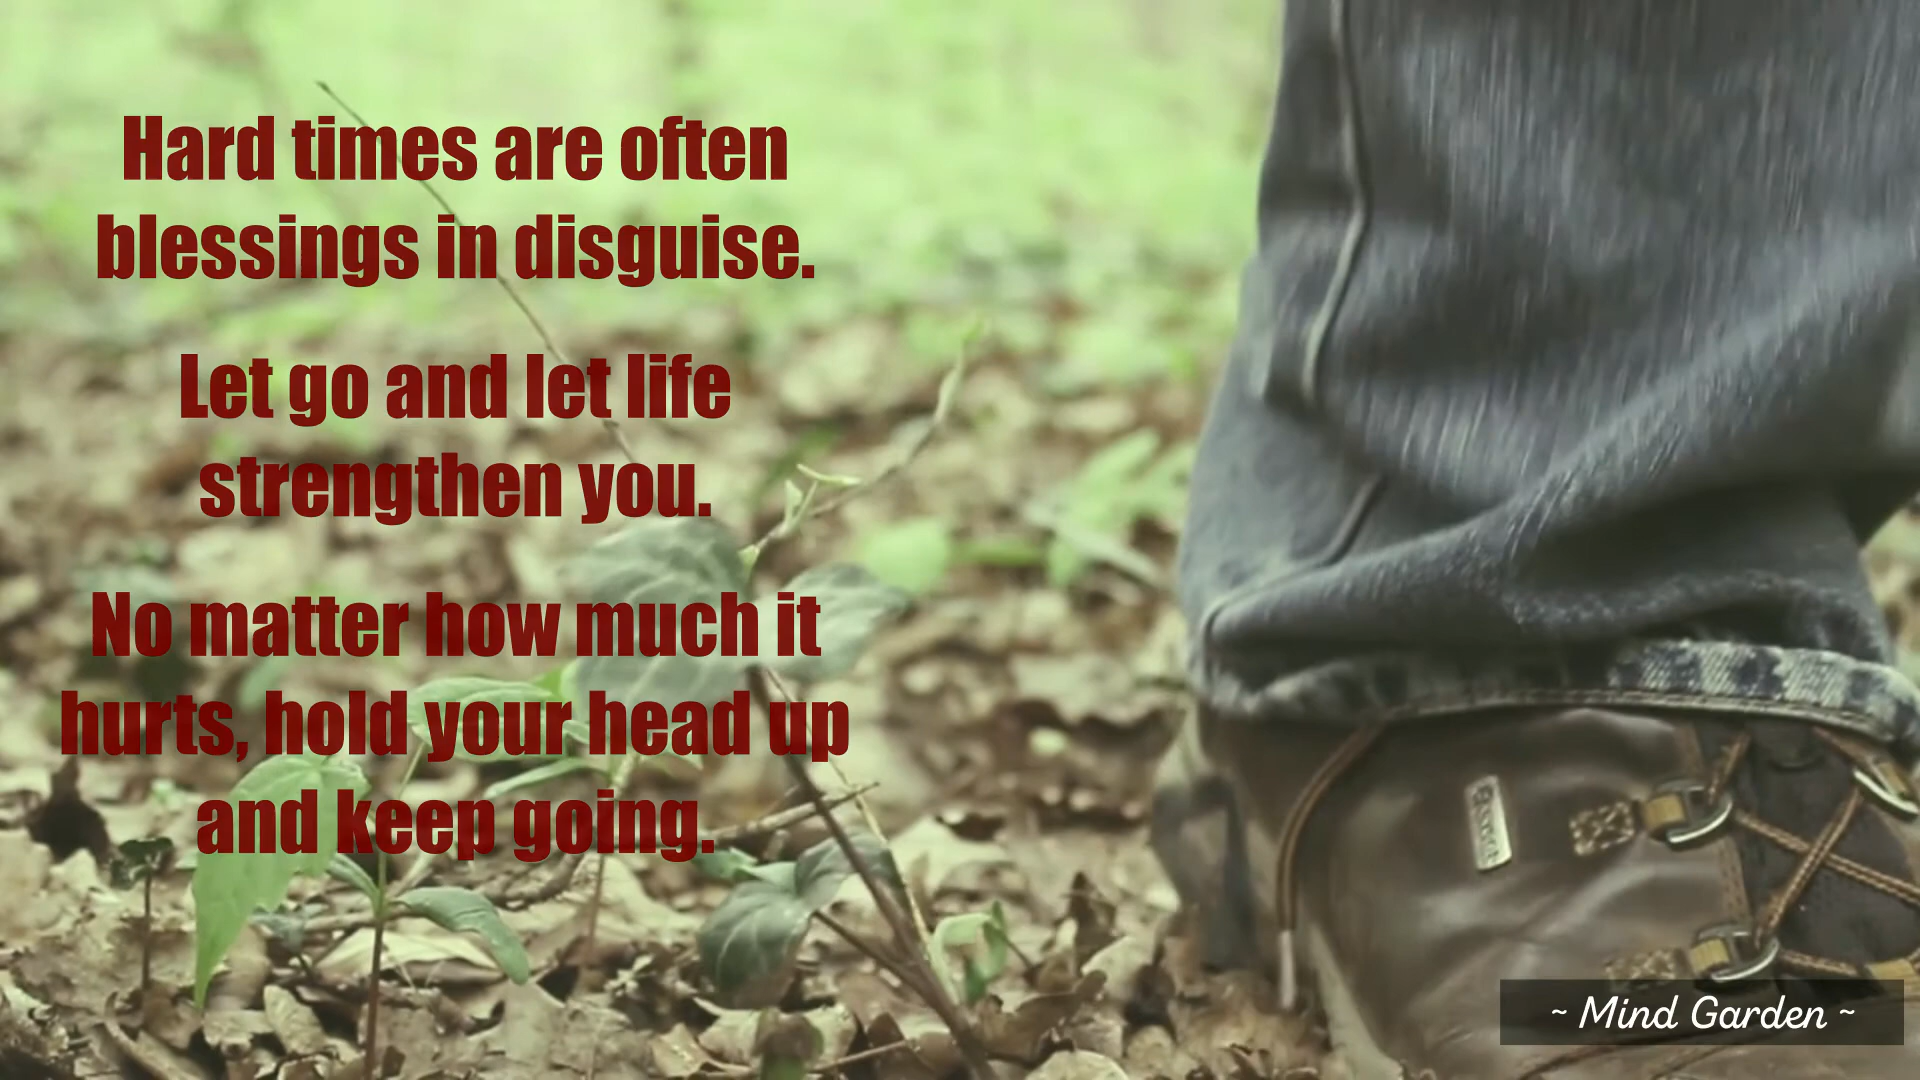 Hard times are often
blessings in disguise.
Let go and let life
strengthen you.
No matter how much it
hurts, hold your head up
and keep going.
~ Mind Garden ~